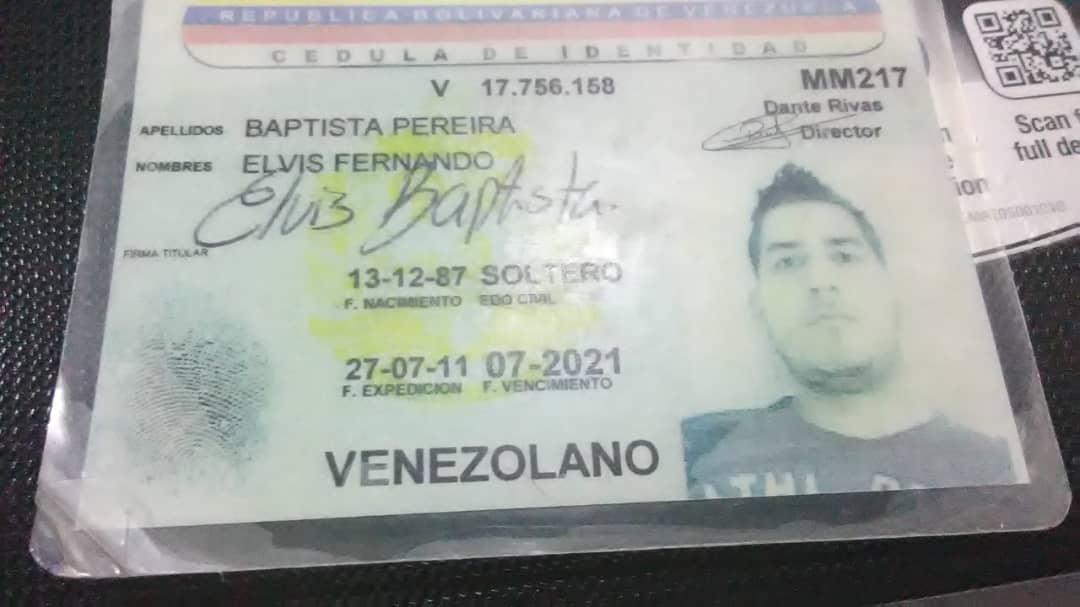 REPUBLICA BOLIVARIANA DE VENEZUELA
CEDULA DE IDENTIDAD
V 17.756.158
MM217
Dante Rivas
Director
APELLIDOS BAPTISTA PEREIRA
NOMBRES ELVIS FERNANDO
Elvis Baptista
FIRMA TITULAR
13-12-87 SOLTERO
F. NACIMIENTO EDO CIVIL
27-07-11 07-2021
F. EXPEDICION F. VENCIMIENTO
VENEZOLANO
Scan
full de
ion